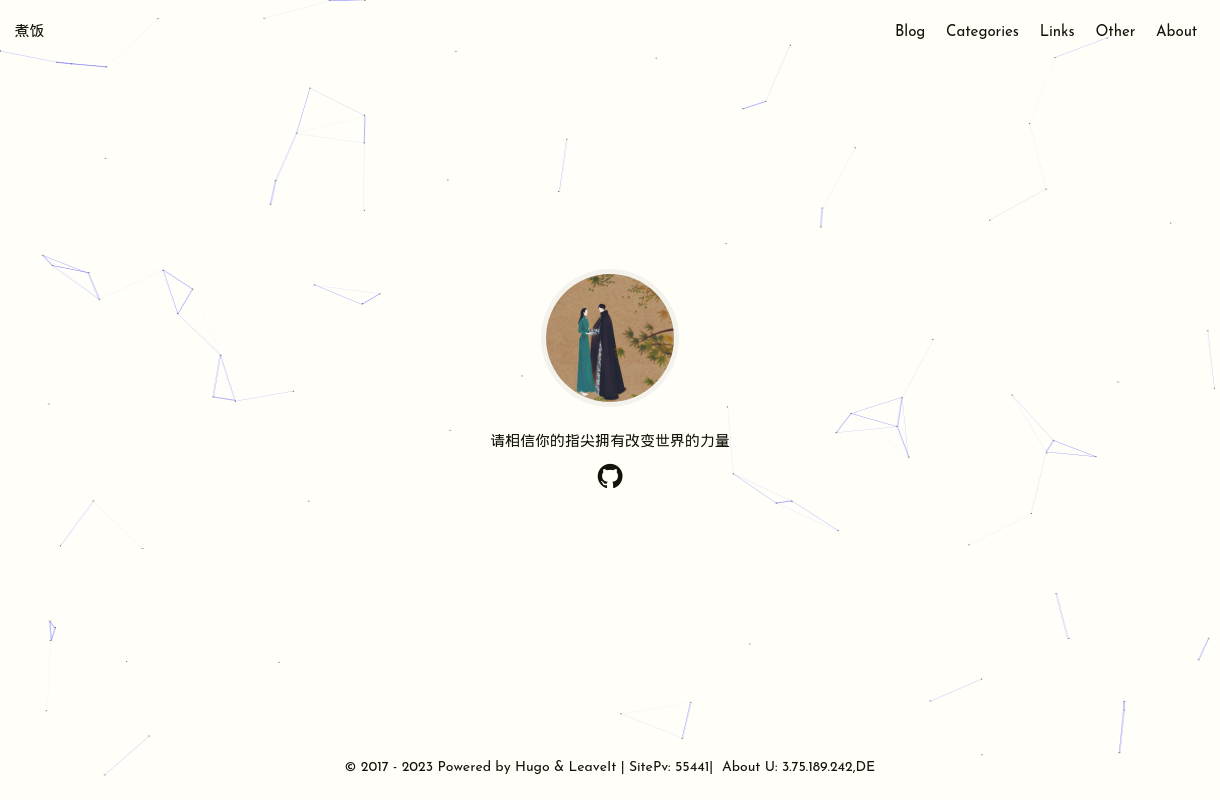 煮饭
Blog Categories Links Other About
请相信你的指尖拥有改变世界的力量
© 2017 - 2023 Powered by Hugo & LeaveIt | SitePv: 55441| About U: 3.75.189.242,DE